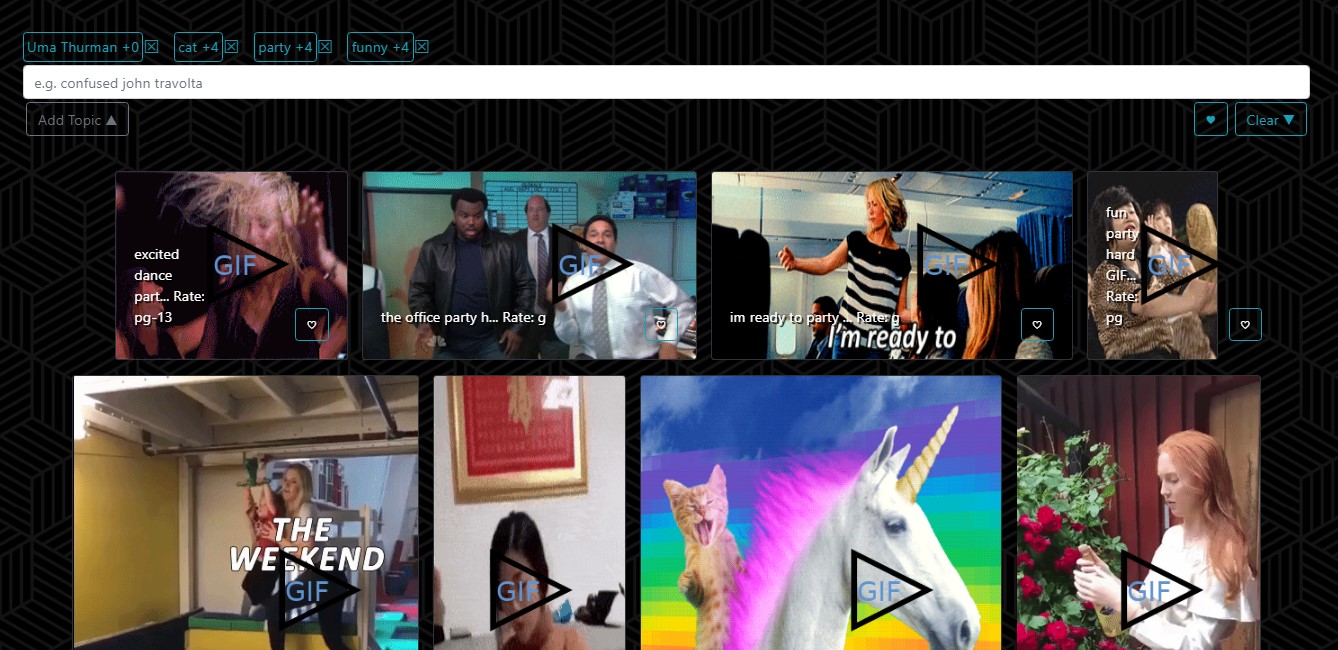 Uma Thurman +0 cat +4 party +4 funny +4
e.g. confused john travolta
Add Topic ▲ Clear ▼
excited
dance
part... Rate:
pg-13
GIF
the office party h... Rate: g
GIF
im ready to party ... Rate: g
GIF
I'm ready to
fun
party
hard
GIF...
Rate:
pg
GIF
THE
WEEKEND
GIF
GIF
GIF
GIF